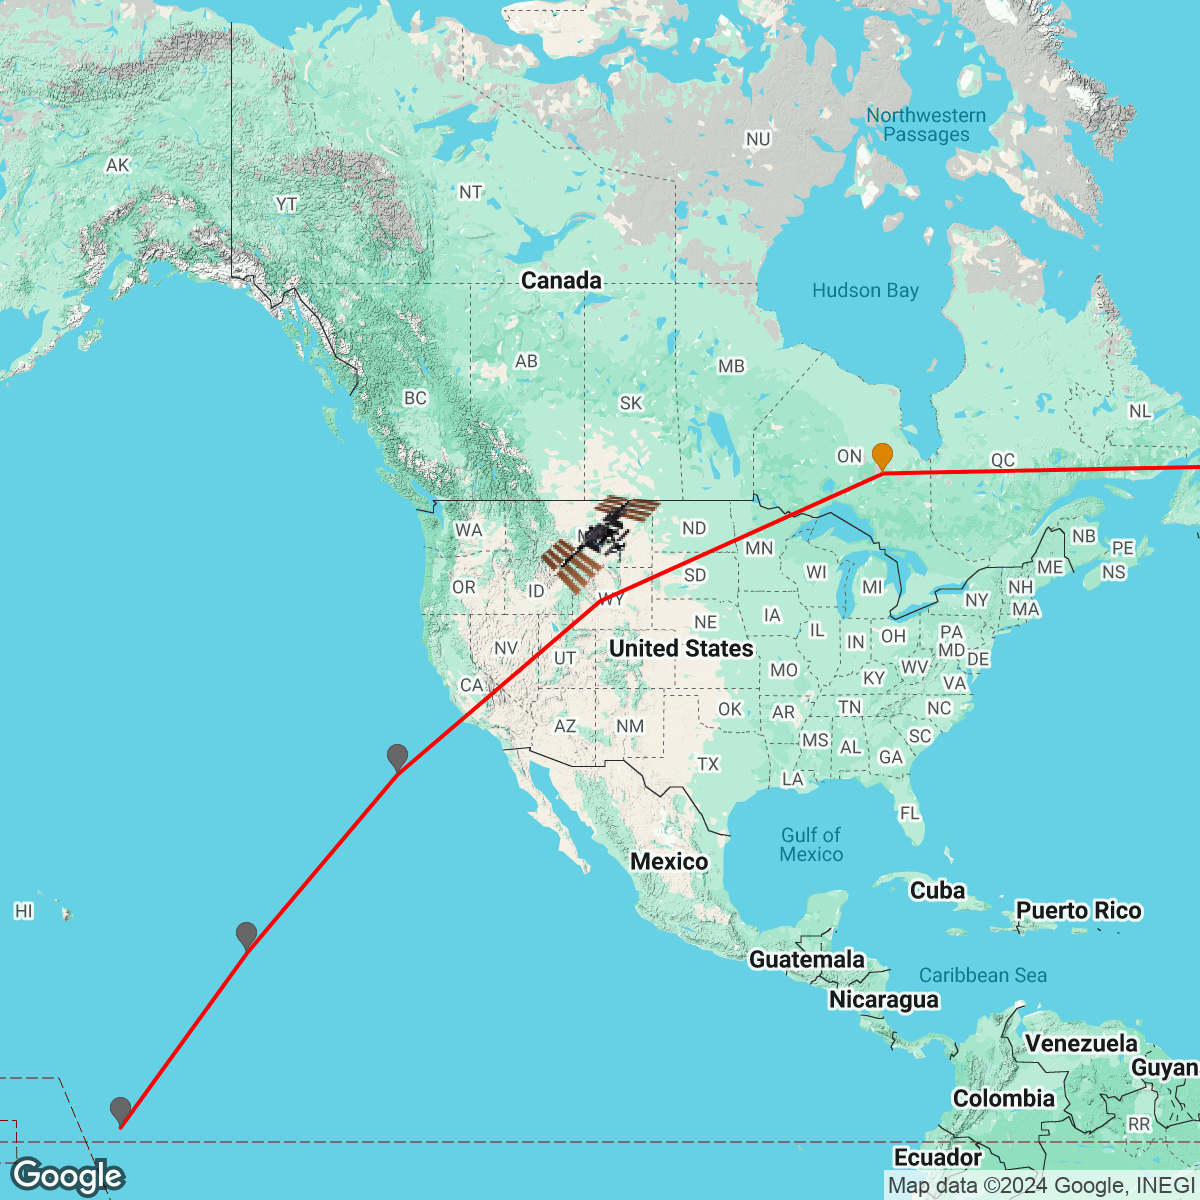 Northwestern
Passages
NU
AK
NT
YT
Canada
Hudson Bay
AB
MB
BC
SK
NL
ON
QC
WA
ND
NB
MN
PE
ME
NS
OR
ID
SD
WI
MI
NH
WY
NY
MA
IA
NE
IL
IN
OH
PA
NV
UT
United States
MD
DE
CA
MO
KY
WV
VA
AZ
NM
OK
AR
TN
NC
MS
AL
SC
GA
TX
LA
FL
Gulf of
Mexico
Mexico
Cuba
HI
Puerto Rico
Guatemala
Caribbean Sea
Nicaragua
Venezuela
Guyan
Colombia
RR
Ecuador
Google
Map data ©2024 Google, INEGI